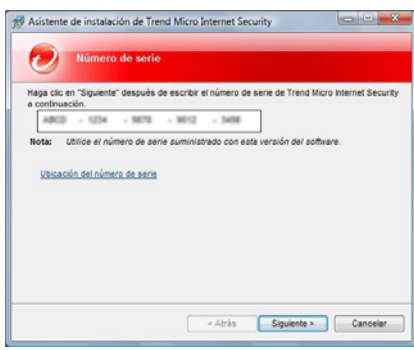 Asistente de instalación de Trend Micro Internet Security
Número de serie
Haga clic en "Siguiente" después de escribir el número de serie de Trend Micro Internet Security
a continuación.
ABCD - 1234 - 5678 - 9012 - 3456
Nota: Utilice el número de serie suministrado con esta versión del software.
Ubicación del número de serie
< Atrás Siguiente > Cancelar